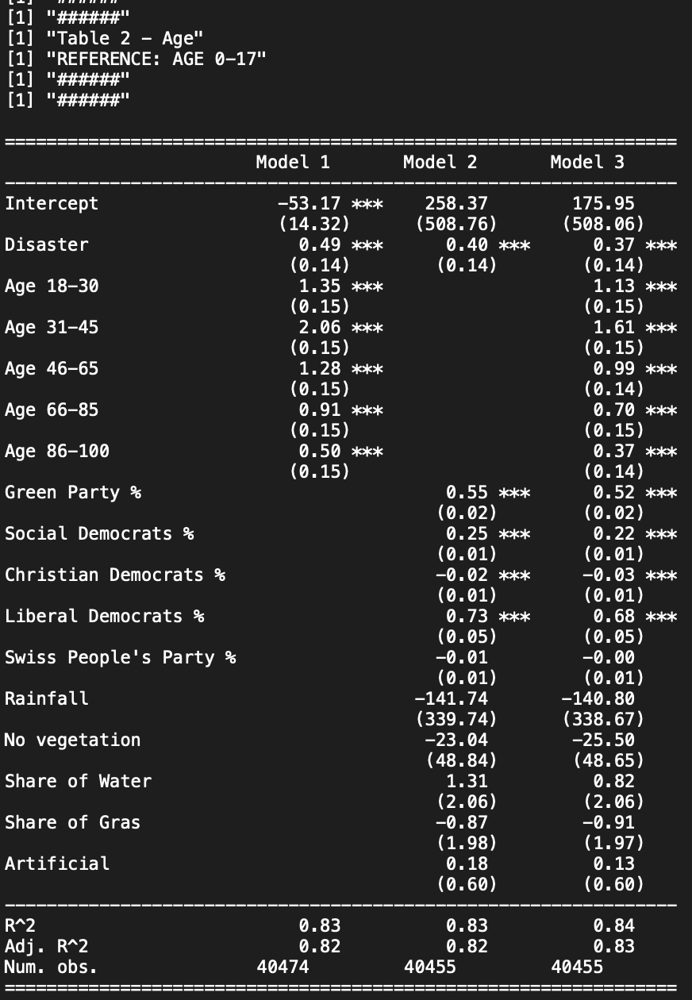 [1] "######"
[1] "######"
[1] "Table 2 - Age"
[1] "REFERENCE: AGE 0-17"
[1] "######"
[1] "######"
================================================================
Model 1 Model 2 Model 3
----------------------------------------------------------------
Intercept -53.17 *** 258.37 175.95
(14.32) (508.76) (508.06)
Disaster 0.49 *** 0.40 *** 0.37 ***
(0.14) (0.14) (0.14)
Age 18-30 1.35 *** 1.13 ***
(0.15) (0.15)
Age 31-45 2.06 *** 1.61 ***
(0.15) (0.15)
Age 46-65 1.28 *** 0.99 ***
(0.15) (0.14)
Age 66-85 0.91 *** 0.70 ***
(0.15) (0.15)
Age 86-100 0.50 *** 0.37 ***
(0.15) (0.14)
Green Party % 0.55 *** 0.52 ***
(0.02) (0.02)
Social Democrats % 0.25 *** 0.22 ***
(0.01) (0.01)
Christian Democrats % -0.02 *** -0.03 ***
(0.01) (0.01)
Liberal Democrats % 0.73 *** 0.68 ***
(0.05) (0.05)
Swiss People's Party % -0.01 -0.00
(0.01) (0.01)
Rainfall -141.74 -140.80
(339.74) (338.67)
No vegetation -23.04 -25.50
(48.84) (48.65)
Share of Water 1.31 0.82
(2.06) (2.06)
Share of Gras -0.87 -0.91
(1.98) (1.97)
Artificial 0.18 0.13
(0.60) (0.60)
----------------------------------------------------------------
R^2 0.83 0.83 0.84
Adj. R^2 0.82 0.82 0.83
Num. obs. 40474 40455 40455
================================================================